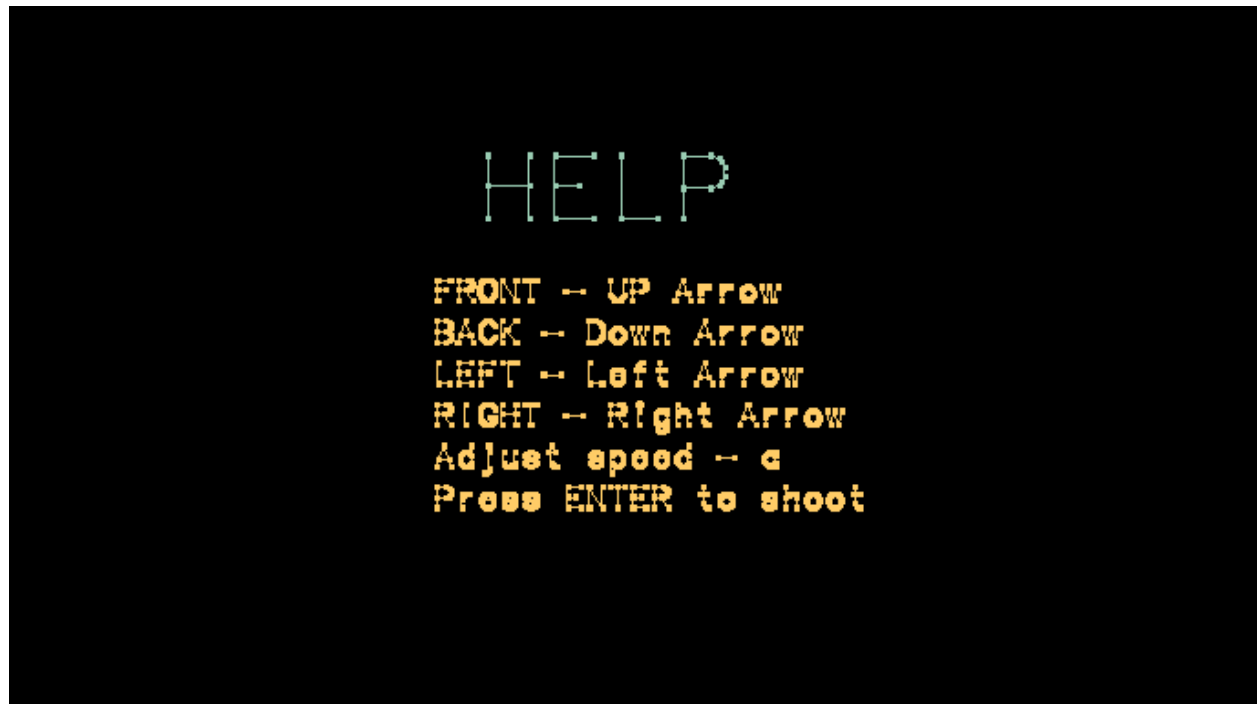 HELP
FRONT - UP Arrow
BACK - Down Arrow
LEFT - Left Arrow
RIGHT - Right Arrow
Adjust speed - a
Press ENTER to shoot